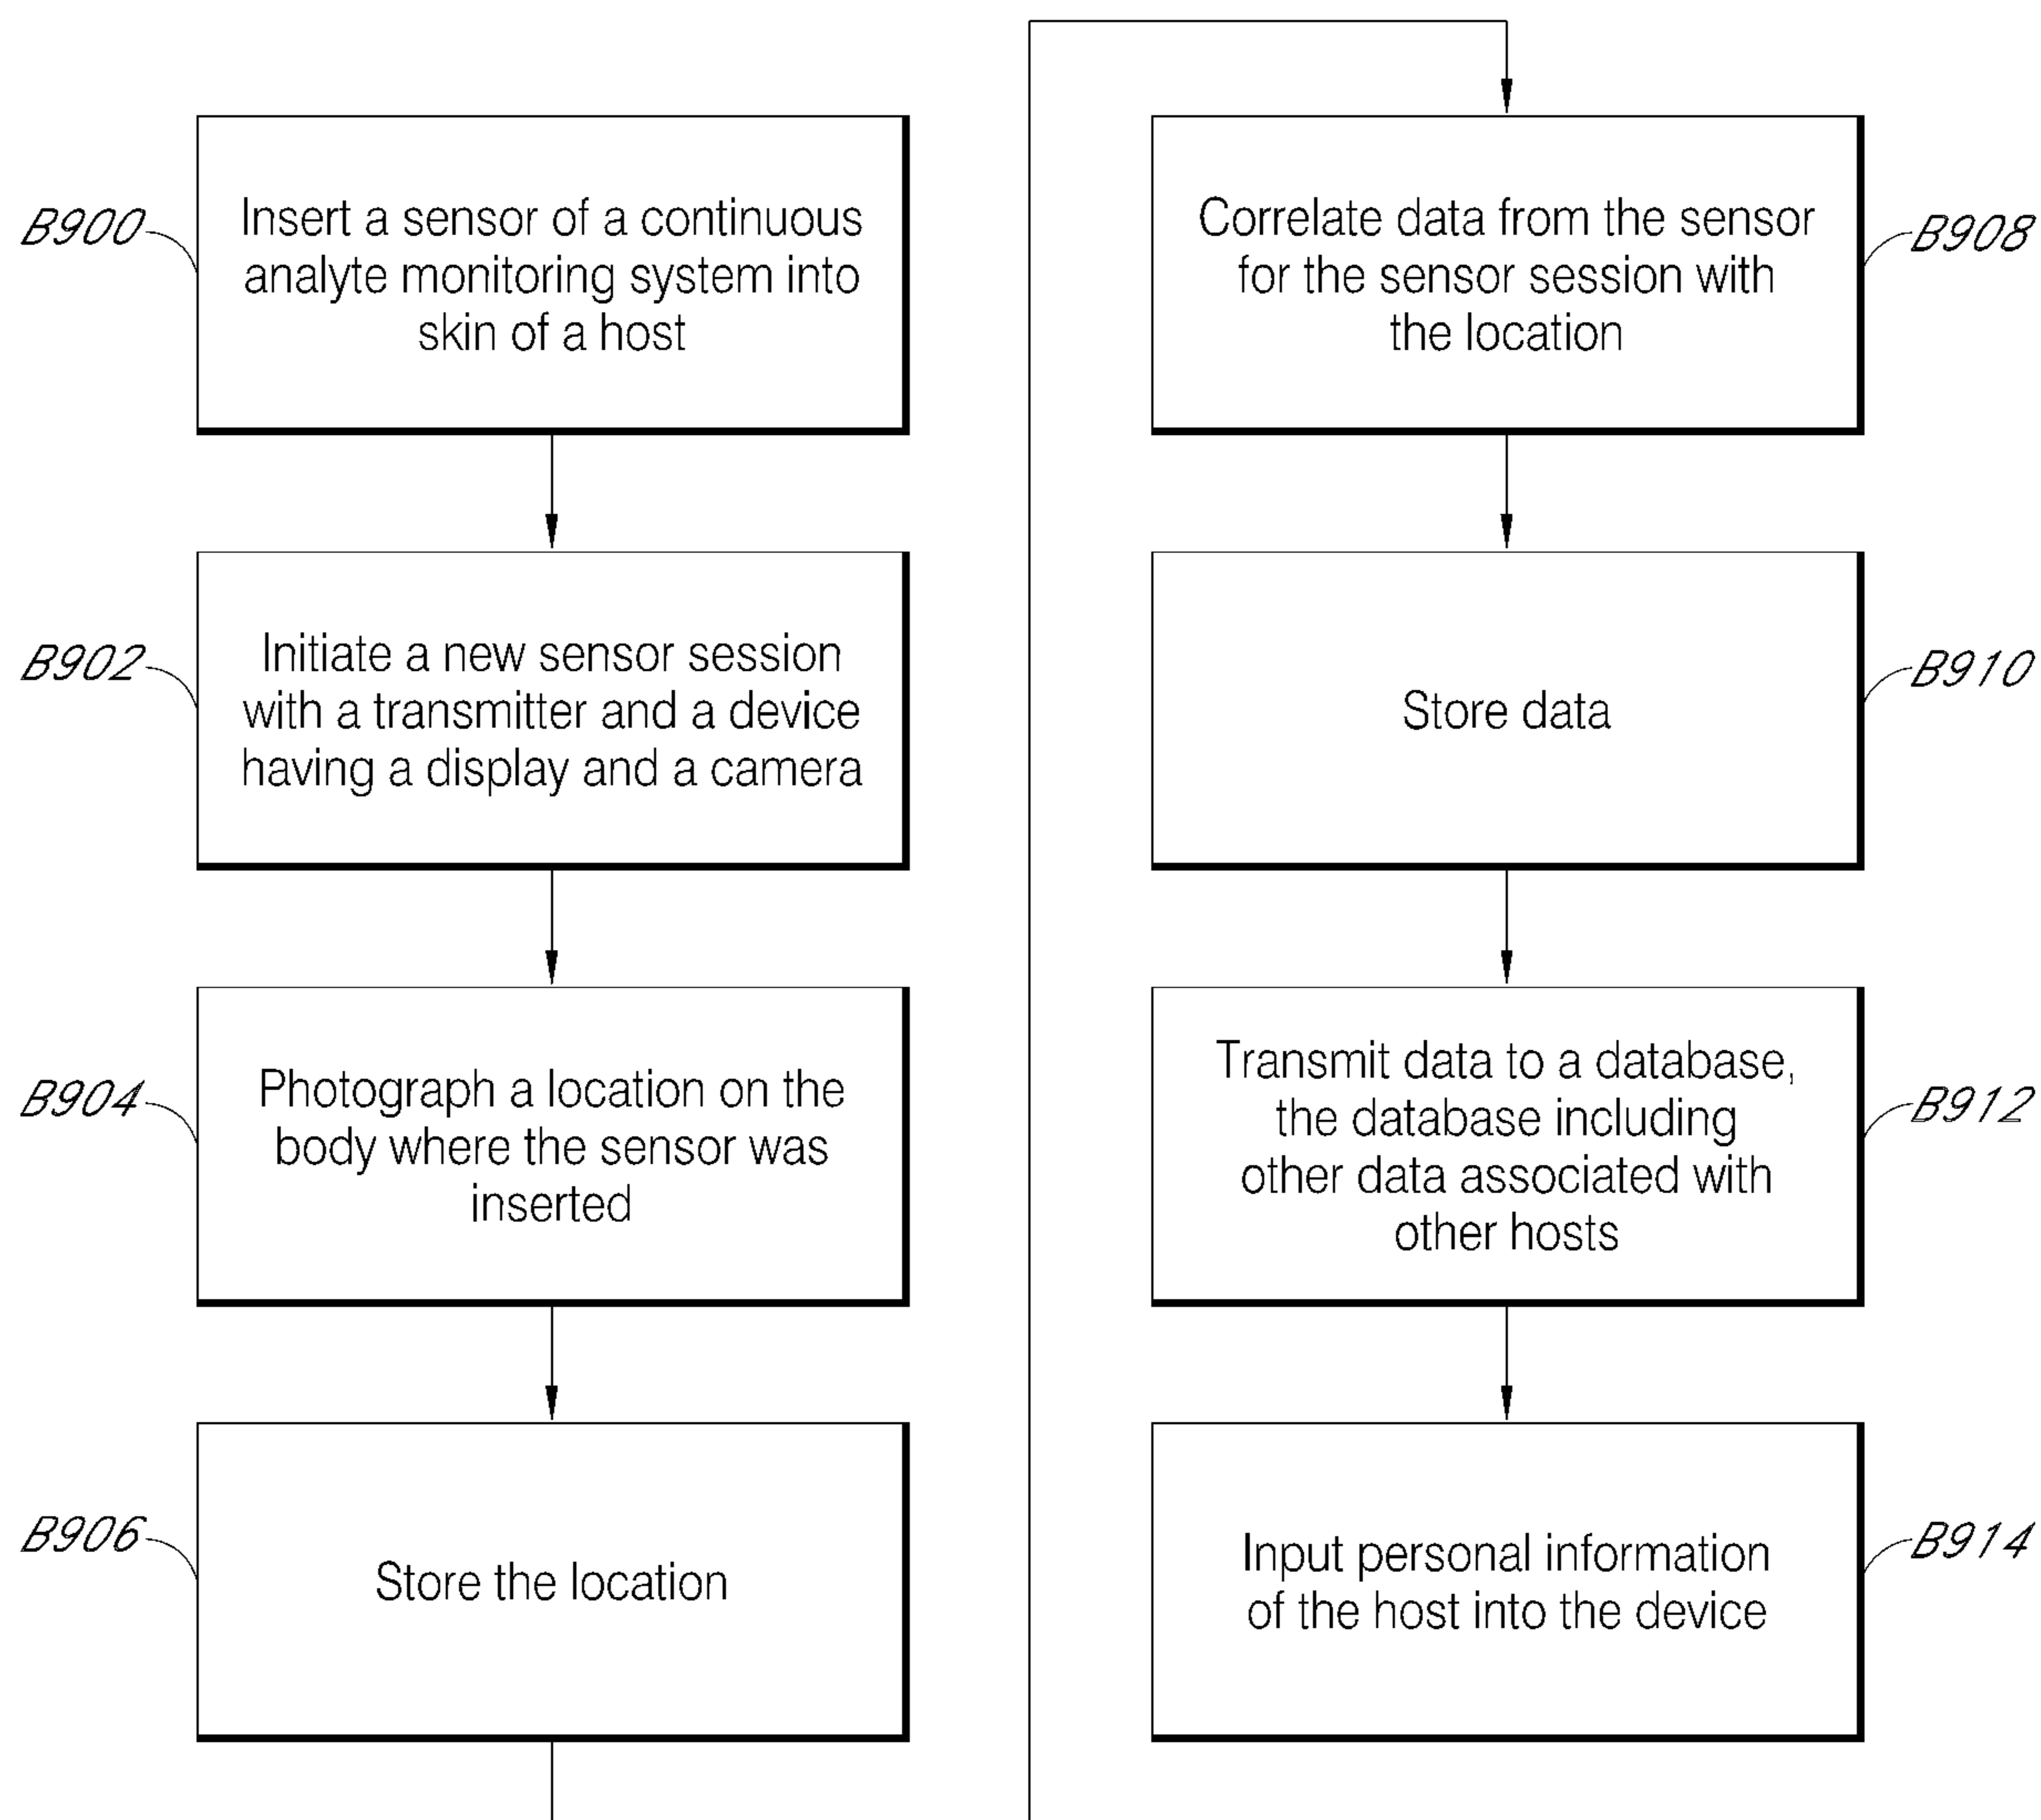 B900
Insert a sensor of a continuous
analyte monitoring system into
skin of a host
B902
Initiate a new sensor session
with a transmitter and a device
having a display and a camera
B904
Photograph a location on the
body where the sensor was
inserted
B906
Store the location
Correlate data from the sensor
for the sensor session with
the location
B908
Store data
B910
Transmit data to a database,
the database including
other data associated with
other hosts
B912
Input personal information
of the host into the device
B914